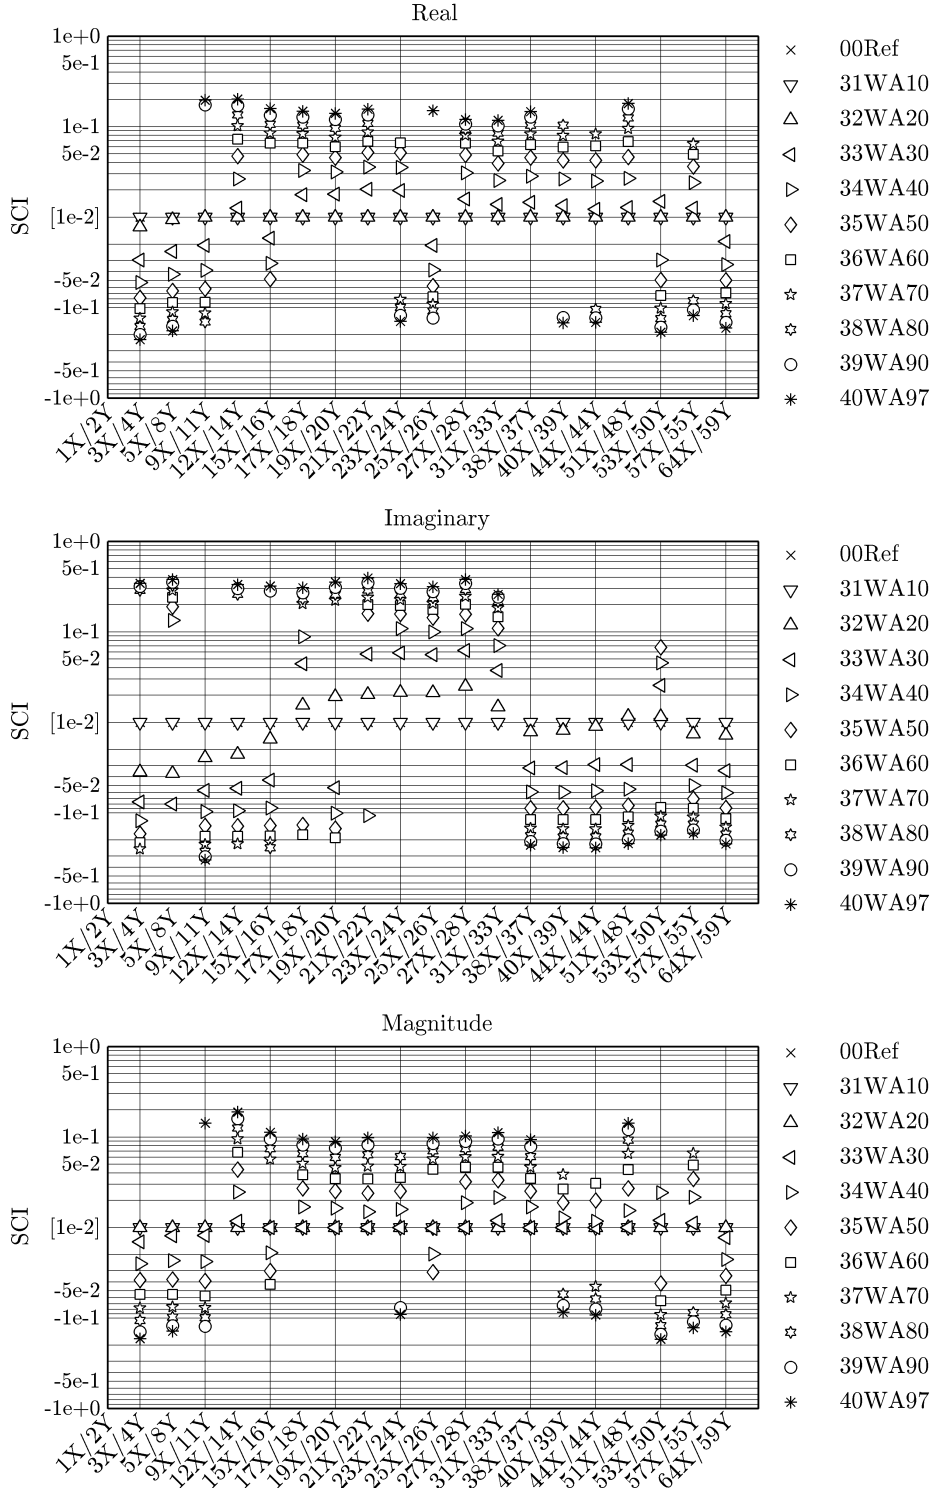 Real
1e+0
5e-1
1e-1
5e-2
[1e-2]
-5e-2
-1e-1
-5e-1
-1e+0
SCI
1X/2Y
3X/4Y
5X/8Y
9X/11Y
12X/14Y
15X/16Y
17X/18Y
19X/20Y
21X/22Y
23X/24Y
25X/26Y
27X/28Y
31X/33Y
38X/37Y
40X/39Y
44X/44Y
51X/48Y
53X/50Y
57X/55Y
64X/59Y
00Ref
31WA10
32WA20
33WA30
34WA40
35WA50
36WA60
37WA70
38WA80
39WA90
40WA97
Imaginary
1e+0
5e-1
1e-1
5e-2
[1e-2]
-5e-2
-1e-1
-5e-1
-1e+0
SCI
1X/2Y
3X/4Y
5X/8Y
9X/11Y
12X/14Y
15X/16Y
17X/18Y
19X/20Y
21X/22Y
23X/24Y
25X/26Y
27X/28Y
31X/33Y
38X/37Y
40X/39Y
44X/44Y
51X/48Y
53X/50Y
57X/55Y
64X/59Y
00Ref
31WA10
32WA20
33WA30
34WA40
35WA50
36WA60
37WA70
38WA80
39WA90
40WA97
Magnitude
1e+0
5e-1
1e-1
5e-2
[1e-2]
-5e-2
-1e-1
-5e-1
-1e+0
SCI
1X/2Y
3X/4Y
5X/8Y
9X/11Y
12X/14Y
15X/16Y
17X/18Y
19X/20Y
21X/22Y
23X/24Y
25X/26Y
27X/28Y
31X/33Y
38X/37Y
40X/39Y
44X/44Y
51X/48Y
53X/50Y
57X/55Y
64X/59Y
00Ref
31WA10
32WA20
33WA30
34WA40
35WA50
36WA60
37WA70
38WA80
39WA90
40WA97